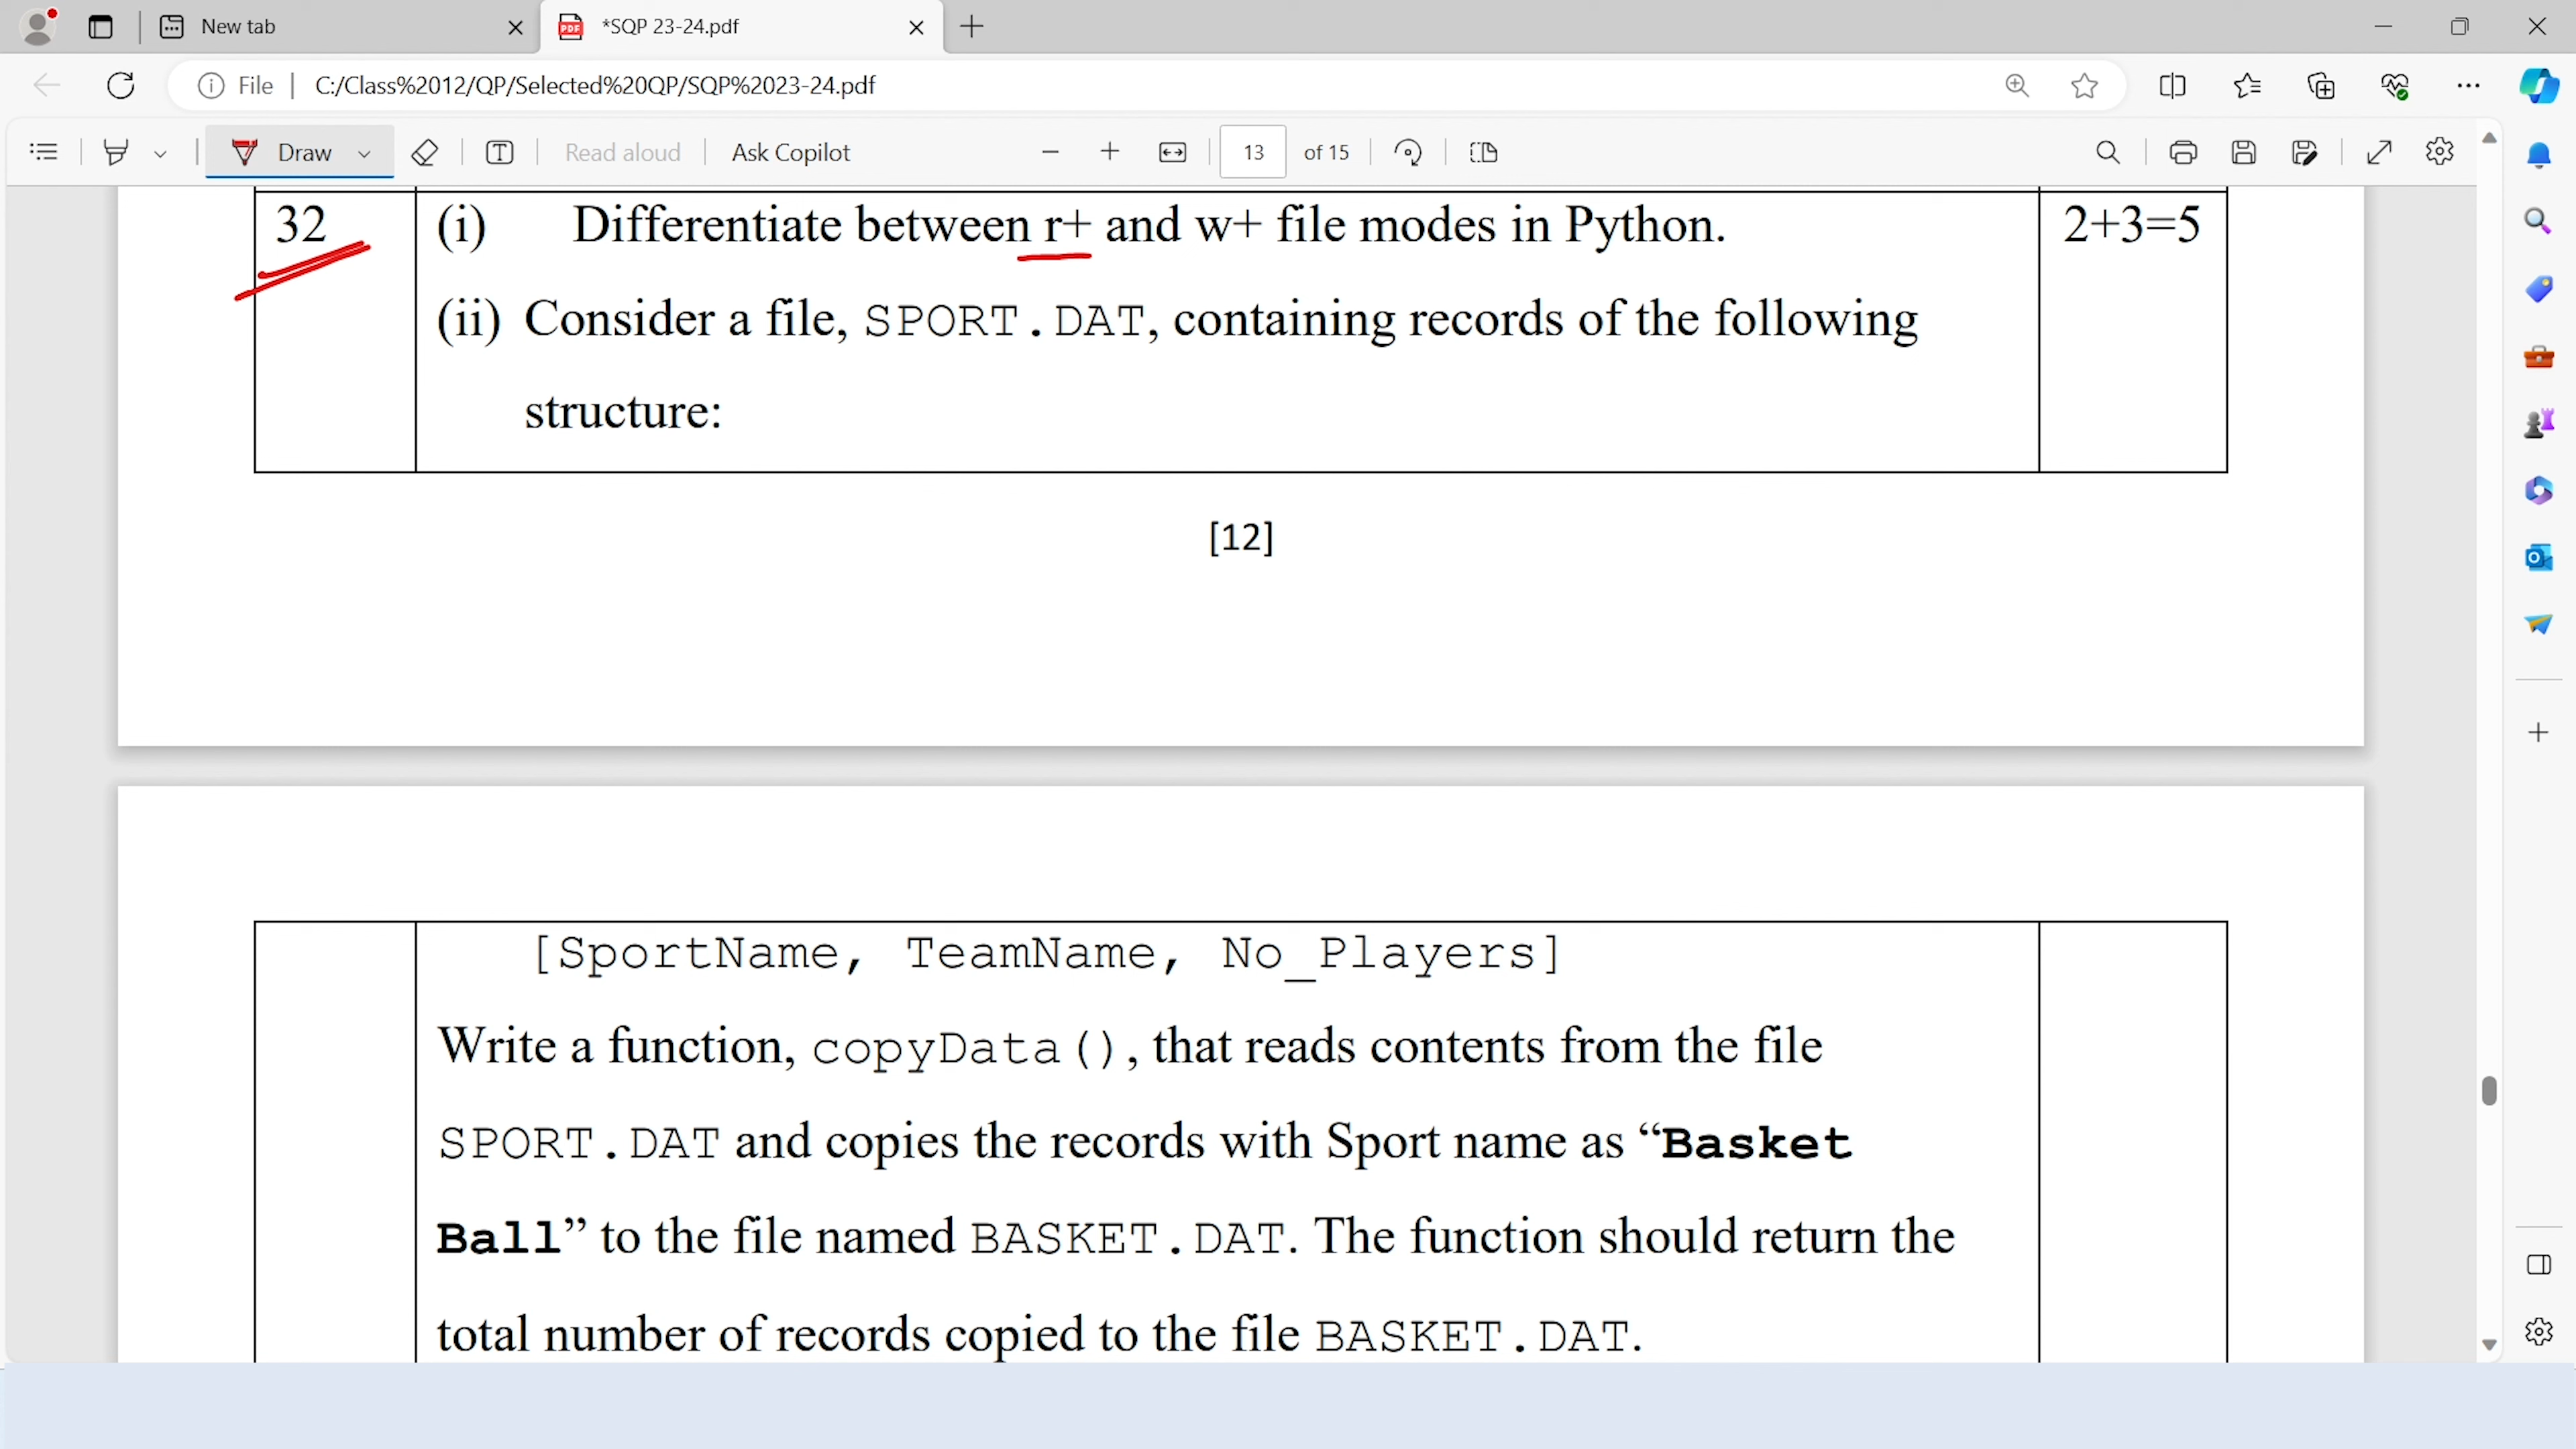 New tab
*SQP 23-24.pdf
File
C:/Class%2012/QP/Selected%20QP/SQP%2023-24.pdf
Draw
Read aloud
Ask Copilot
13
of 15
32
(i) Differentiate between r+ and w+ file modes in Python.
2+3=5
(ii) Consider a file, SPORT.DAT, containing records of the following
structure:
[12]
[SportName, TeamName, No_Players]
Write a function, copyData(), that reads contents from the file
SPORT.DAT and copies the records with Sport name as “Basket
Ball” to the file named BASKET.DAT. The function should return the
total number of records copied to the file BASKET.DAT.